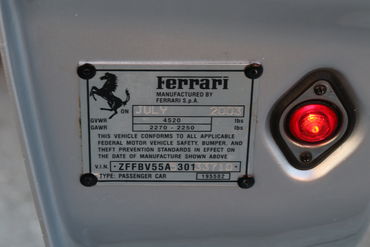 Ferrari
MANUFACTURED BY
FERRARI S.p.A.
ON JULY 2003
GVWR 4520 lbs
GAWR 2270 - 2250 lbs
THIS VEHICLE CONFORMS TO ALL APPLICABLE
FEDERAL MOTOR VEHICLE SAFETY, BUMPER, AND
THEFT PREVENTION STANDARDS IN EFFECT ON
THE DATE OF MANUFACTURE SHOWN ABOVE
V.I.N.
TYPE: PASSENGER CAR